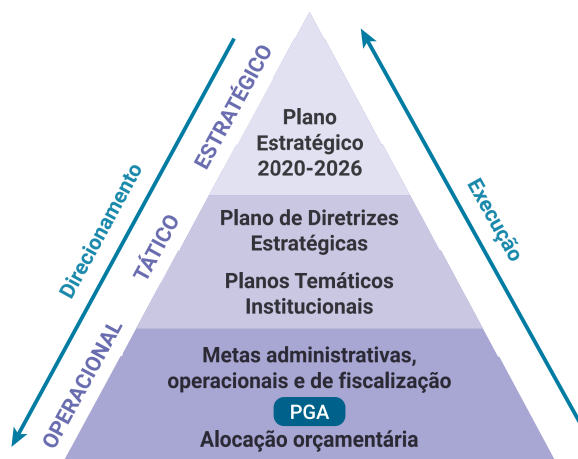 ESTRATÉGICO
Plano
Estratégico
2020-2026
Direcionamento
Execução
TÁTICO
Plano de Diretrizes
Estratégicas
Planos Temáticos
Institucionais
OPERACIONAL
Metas administrativas,
operacionais e de fiscalização
PGA
Alocação orçamentária